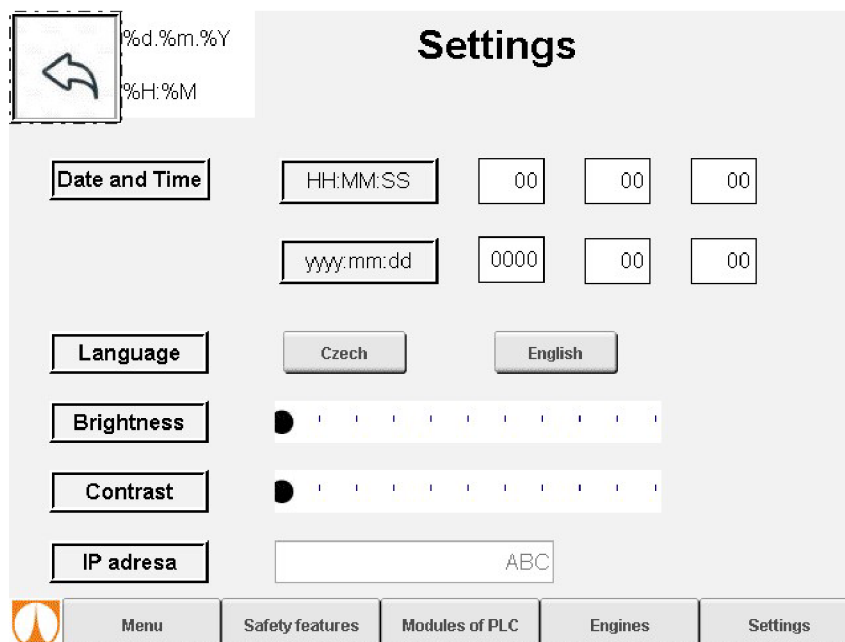 %d.%m.%Y
Settings
%H:%M
Date and Time HH:MM:SS 00 00 00
yyyy:mm:dd 0000 00 00
Language Czech English
Brightness
Contrast
IP adresa ABC
Menu Safety features Modules of PLC Engines Settings